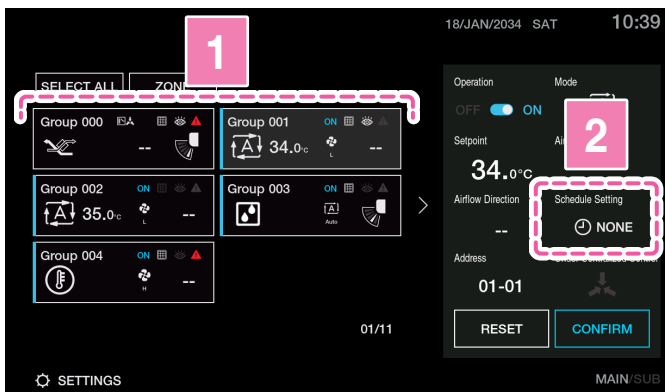 18/JAN/2034 SAT 10:39
1
SELECT ALL
Group 000
--
Group 001 ON
A 34.0°C L --
Group 002 ON
A 35.0°C L --
Group 003 ON
A Auto
Group 004 ON
H --
01/11
SETTINGS
Operation Mode
OFF ON
2
Setpoint
34.0°C
Airflow Direction Schedule Setting
-- NONE
Address
01-01
RESET CONFIRM
MAIN/SUB